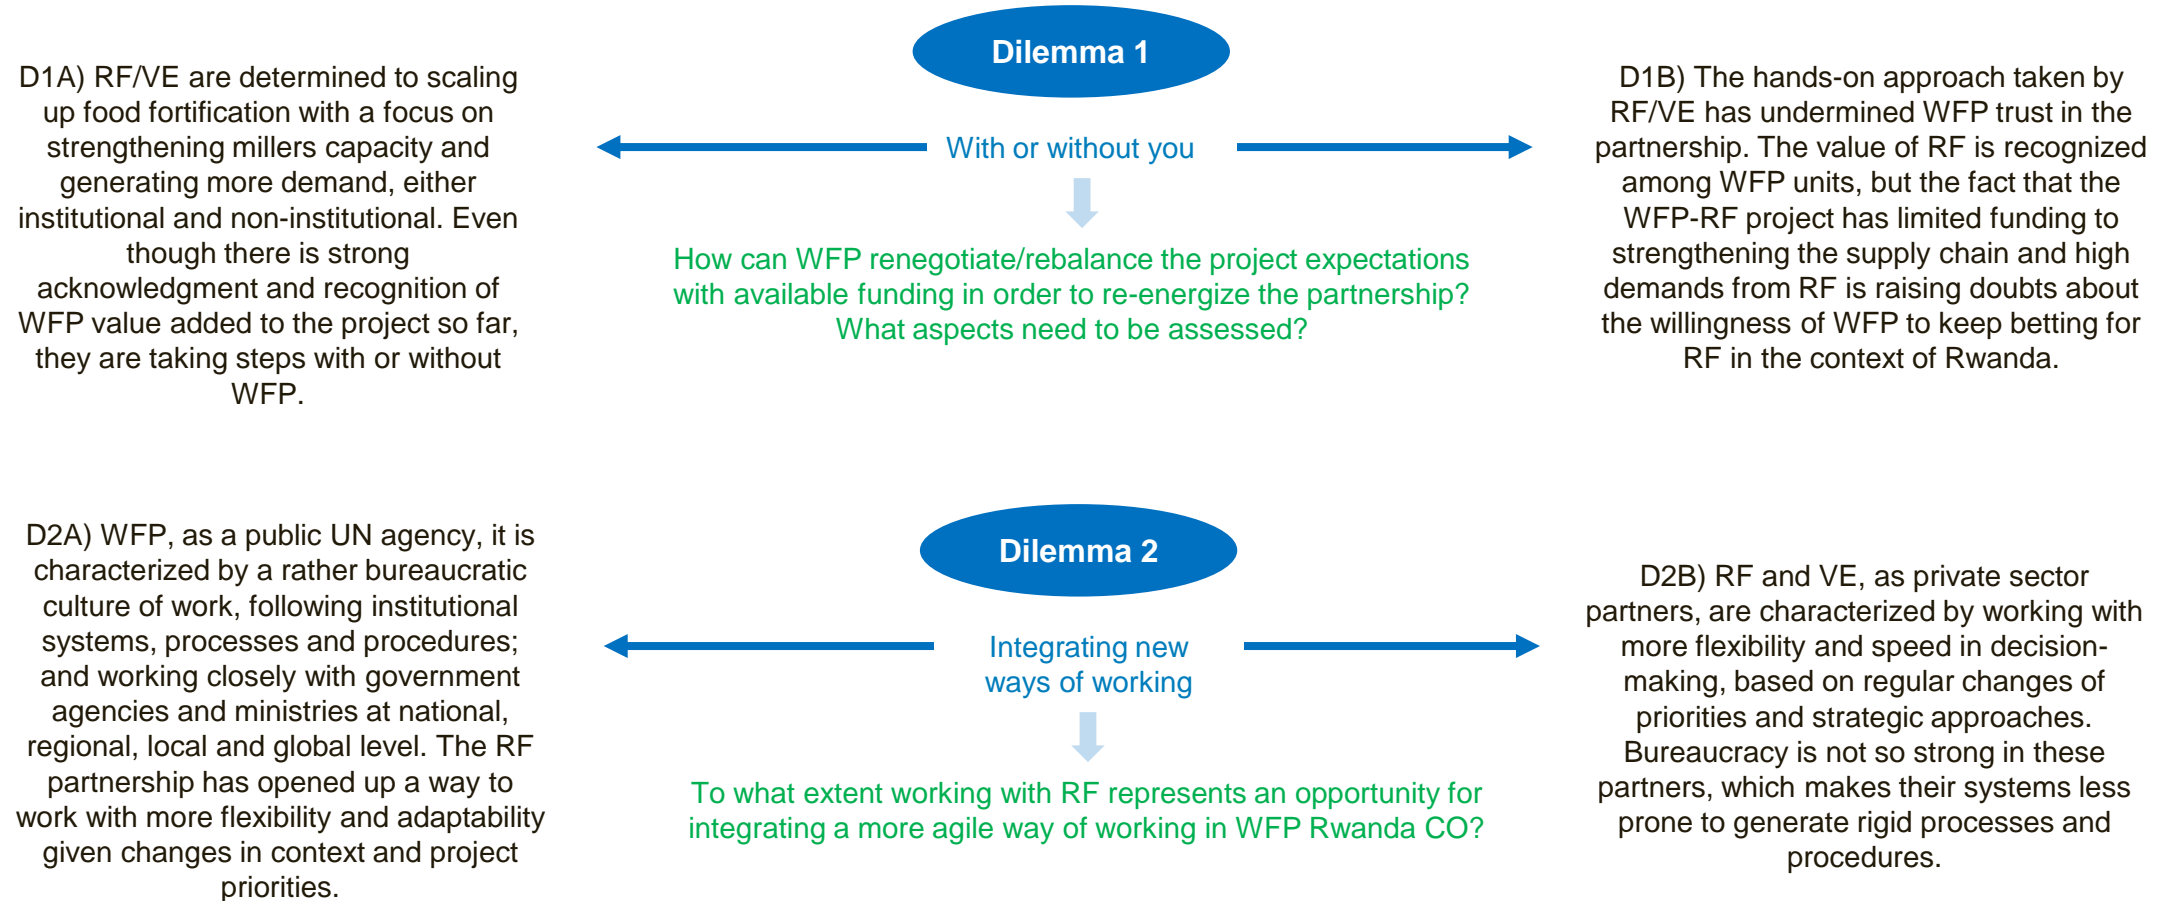 Dilemma 1
D1A) RF/VE are determined to scaling
up food fortification with a focus on
strengthening millers capacity and
generating more demand, either
institutional and non-institutional. Even
though there is strong
acknowledgment and recognition of
WFP value added to the project so far,
they are taking steps with or without
WFP.
With or without you
How can WFP renegotiate/rebalance the project expectations
with available funding in order to re-energize the partnership?
What aspects need to be assessed?
D1B) The hands-on approach taken by
RF/VE has undermined WFP trust in the
partnership. The value of RF is recognized
among WFP units, but the fact that the
WFP-RF project has limited funding to
strengthening the supply chain and high
demands from RF is raising doubts about
the willingness of WFP to keep betting for
RF in the context of Rwanda.
Dilemma 2
D2A) WFP, as a public UN agency, it is
characterized by a rather bureaucratic
culture of work, following institutional
systems, processes and procedures;
and working closely with government
agencies and ministries at national,
regional, local and global level. The RF
partnership has opened up a way to
work with more flexibility and adaptability
given changes in context and project
priorities.
Integrating new
ways of working
To what extent working with RF represents an opportunity for
integrating a more agile way of working in WFP Rwanda CO?
D2B) RF and VE, as private sector
partners, are characterized by working with
more flexibility and speed in decision-
making, based on regular changes of
priorities and strategic approaches.
Bureaucracy is not so strong in these
partners, which makes their systems less
prone to generate rigid processes and
procedures.